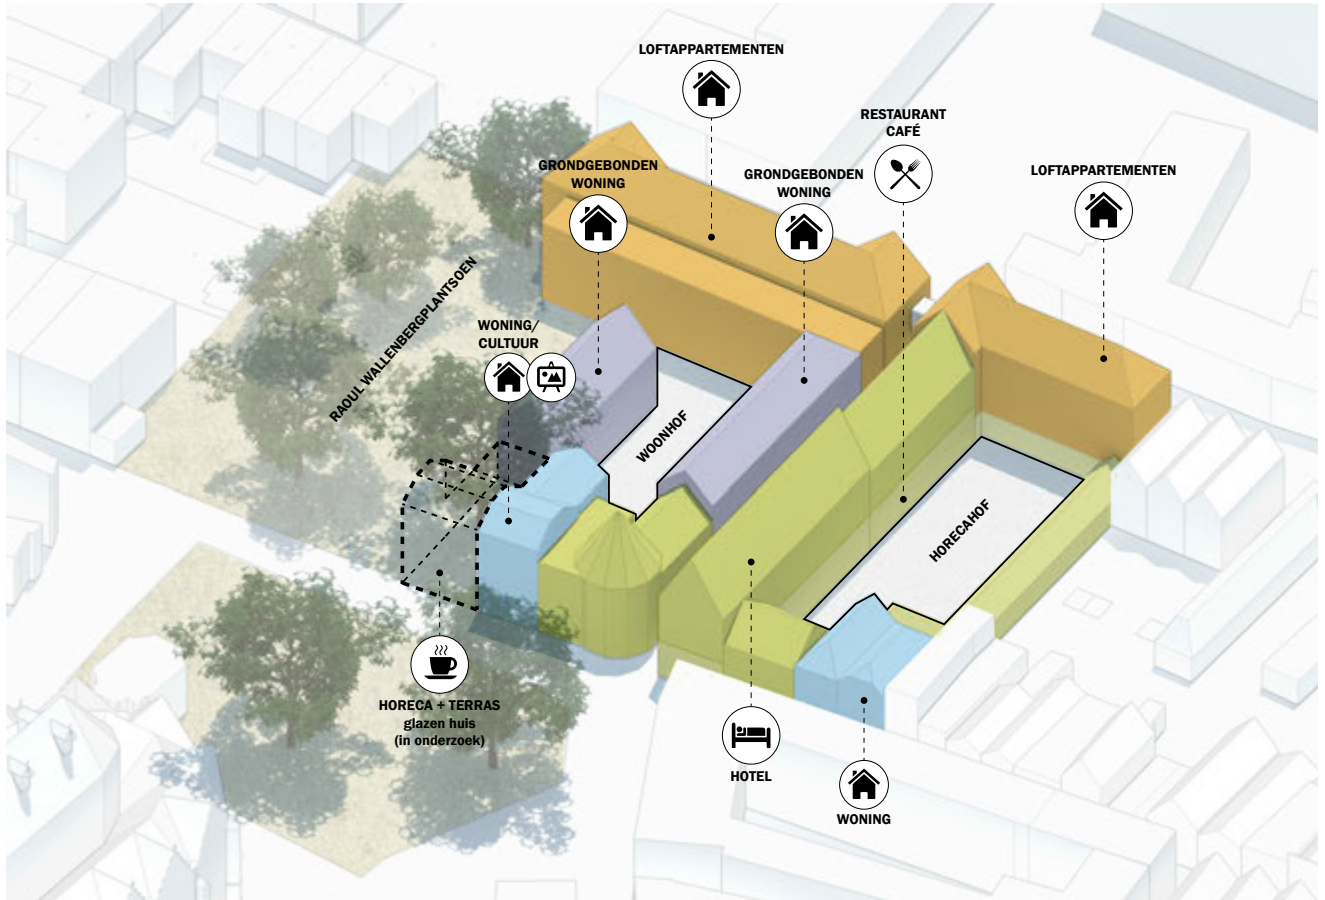 LOFTAPPARTEMENTEN
RESTAURANT
CAFÉ
GRONDGEBONDEN
WONING
GRONDGEBONDEN
WONING
LOFTAPPARTEMENTEN
RAOUL WALLENBERGPLANTSOEN
WONING/
CULTUUR
WOONHOF
HORECAHOF
HORECA + TERRAS
glazen huis
(in onderzoek)
HOTEL
WONING